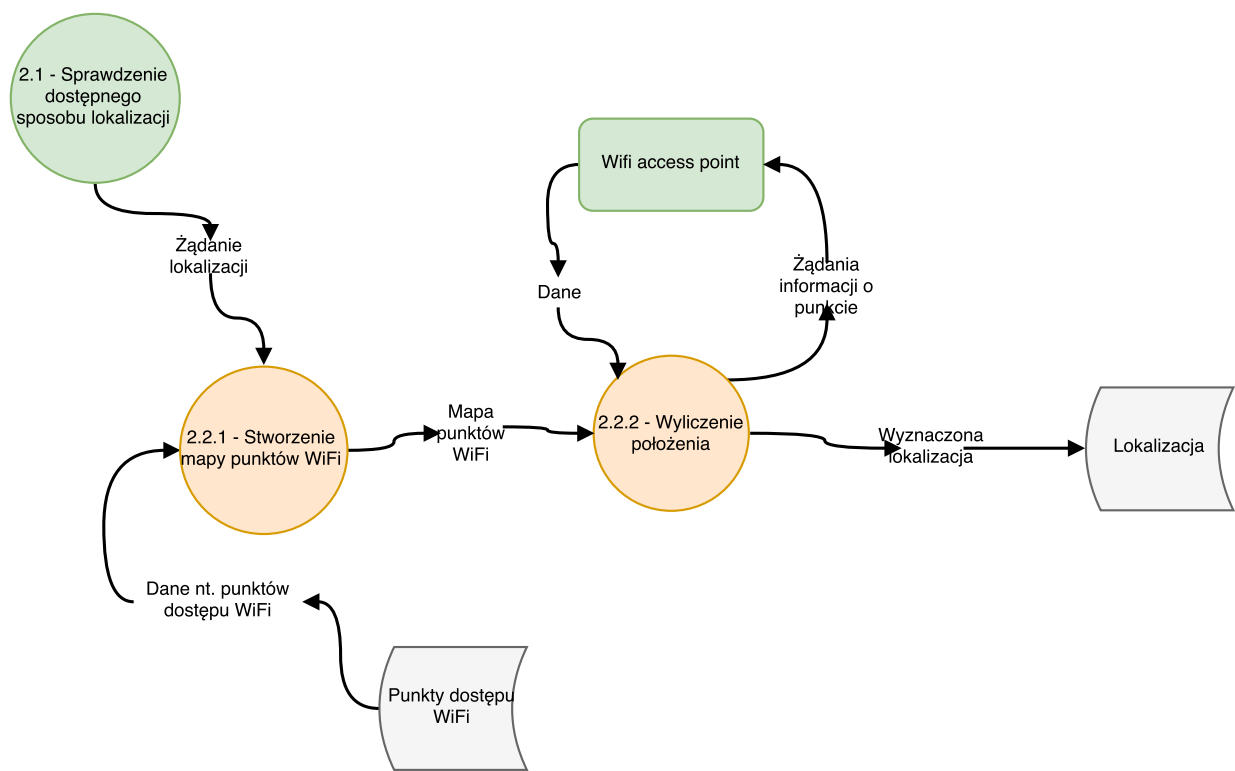 2.1 - Sprawdzenie
dostępnego
sposobu lokalizacji
Wifi access point
Żądanie
lokalizacji
Dane
Żądania
informacji o
punkcie
2.2.1 - Stworzenie
mapy punktów WiFi
Mapa
punktów
WiFi
2.2.2 - Wyliczenie
położenia
Wyznaczona
lokalizacja
Lokalizacja
Dane nt. punktów
dostępu WiFi
Punkty dostępu
WiFi